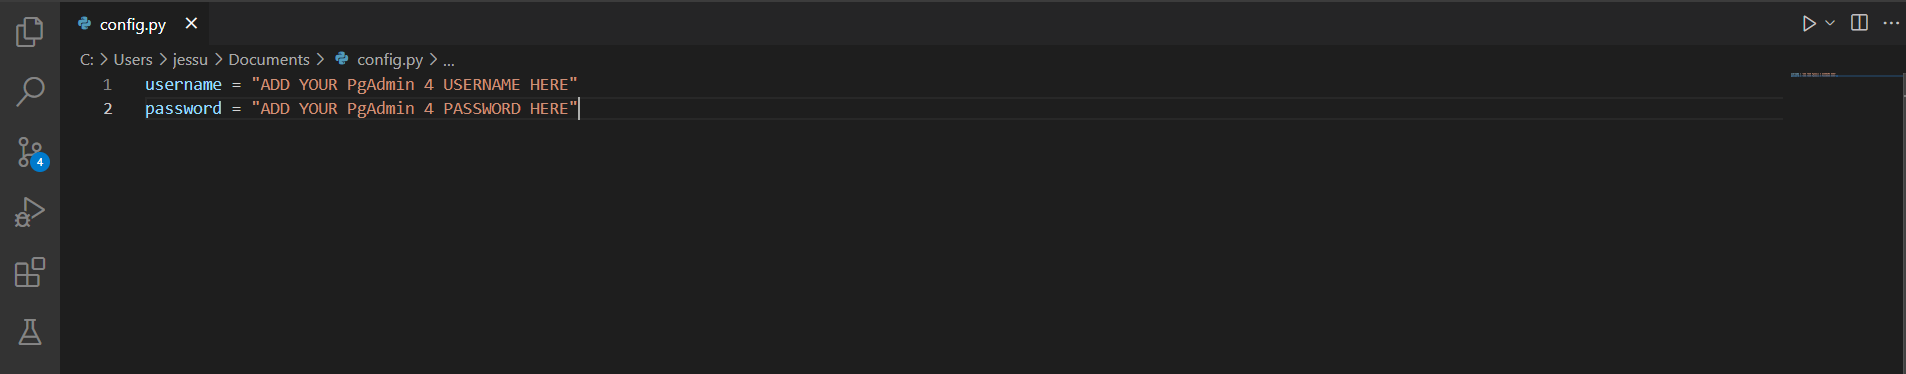 config.py
C: > Users > jessu > Documents > config.py > ...
1 username = "ADD YOUR PgAdmin 4 USERNAME HERE"
2 password = "ADD YOUR PgAdmin 4 PASSWORD HERE"
4